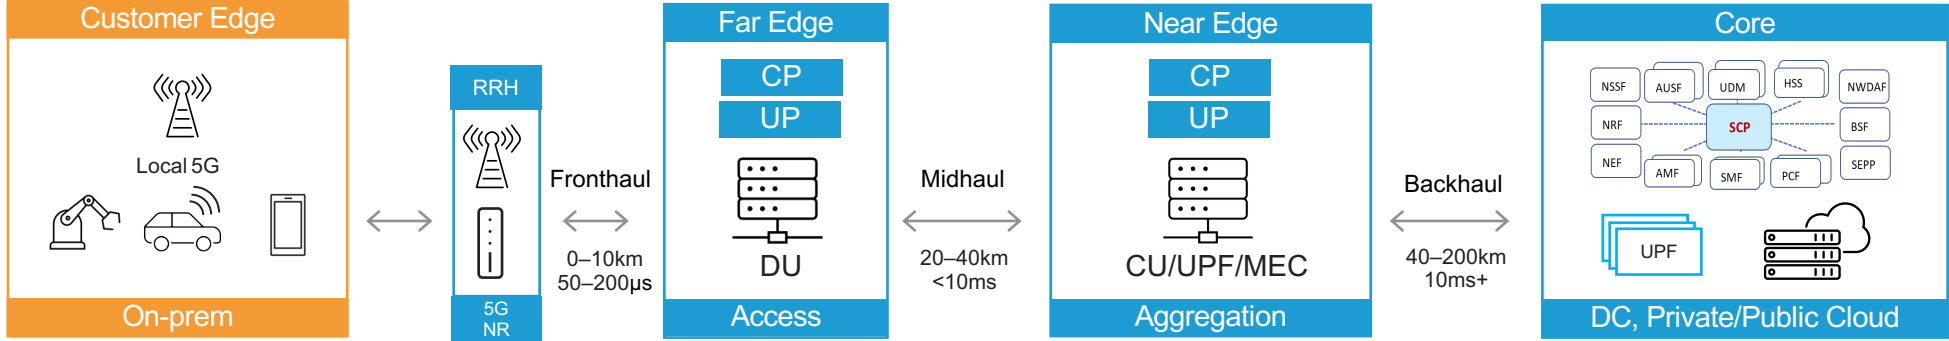 Customer Edge
Local 5G
On-prem
RRH
5G
NR
Fronthaul
0–10km
50–200µs
Far Edge
CP
UP
DU
Access
Midhaul
20–40km
<10ms
Near Edge
CP
UP
CU/UPF/MEC
Aggregation
Backhaul
40–200km
10ms+
Core
NSSF
AUSF
UDM
HSS
NWDAF
NRF
SCP
BSF
NEF
AMF
SMF
PCF
SEPP
UPF
DC, Private/Public Cloud